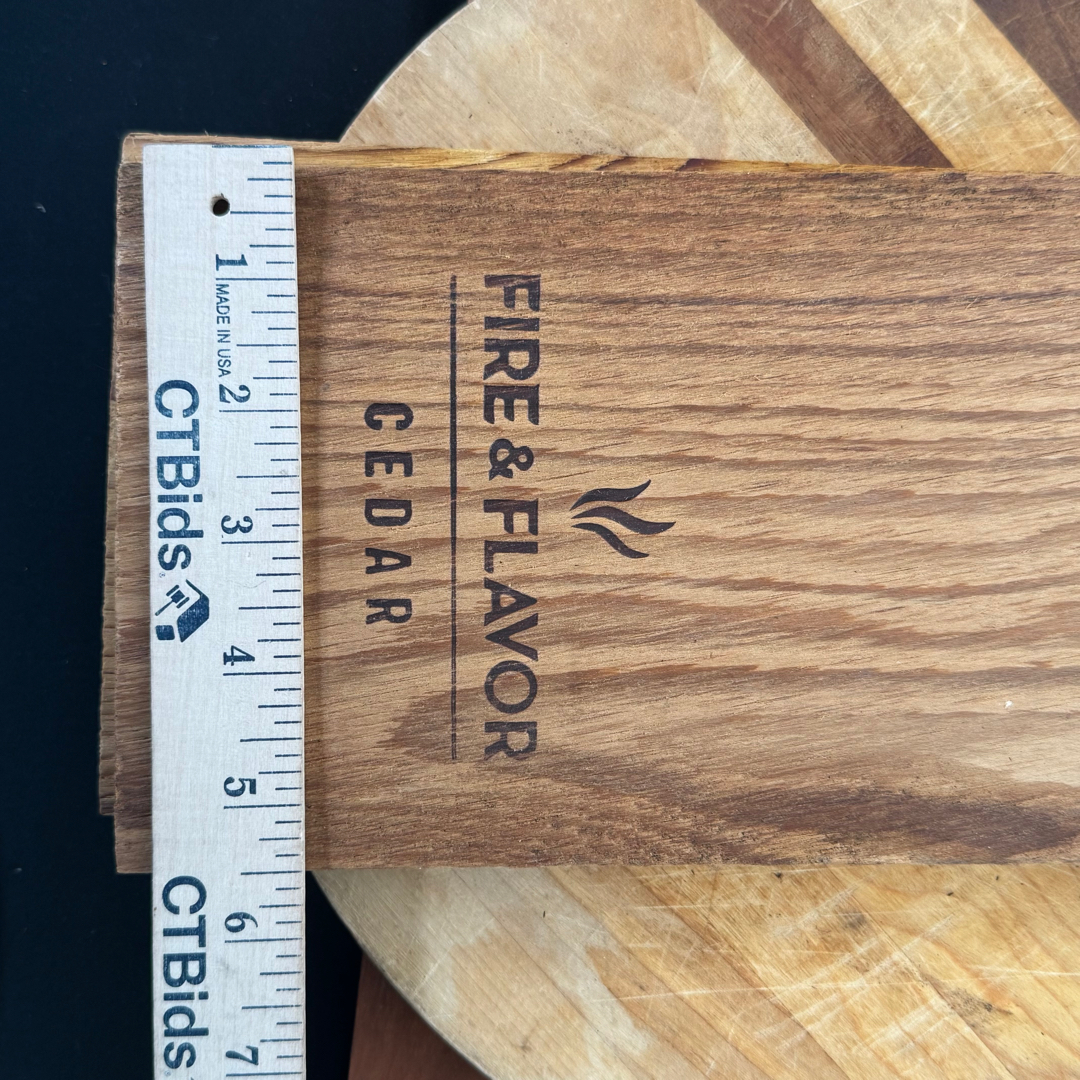 FIRE & FLAVOR
CEDAR
1
MADE IN USA
2
3
4
5
6
7
CTBids
CTBids